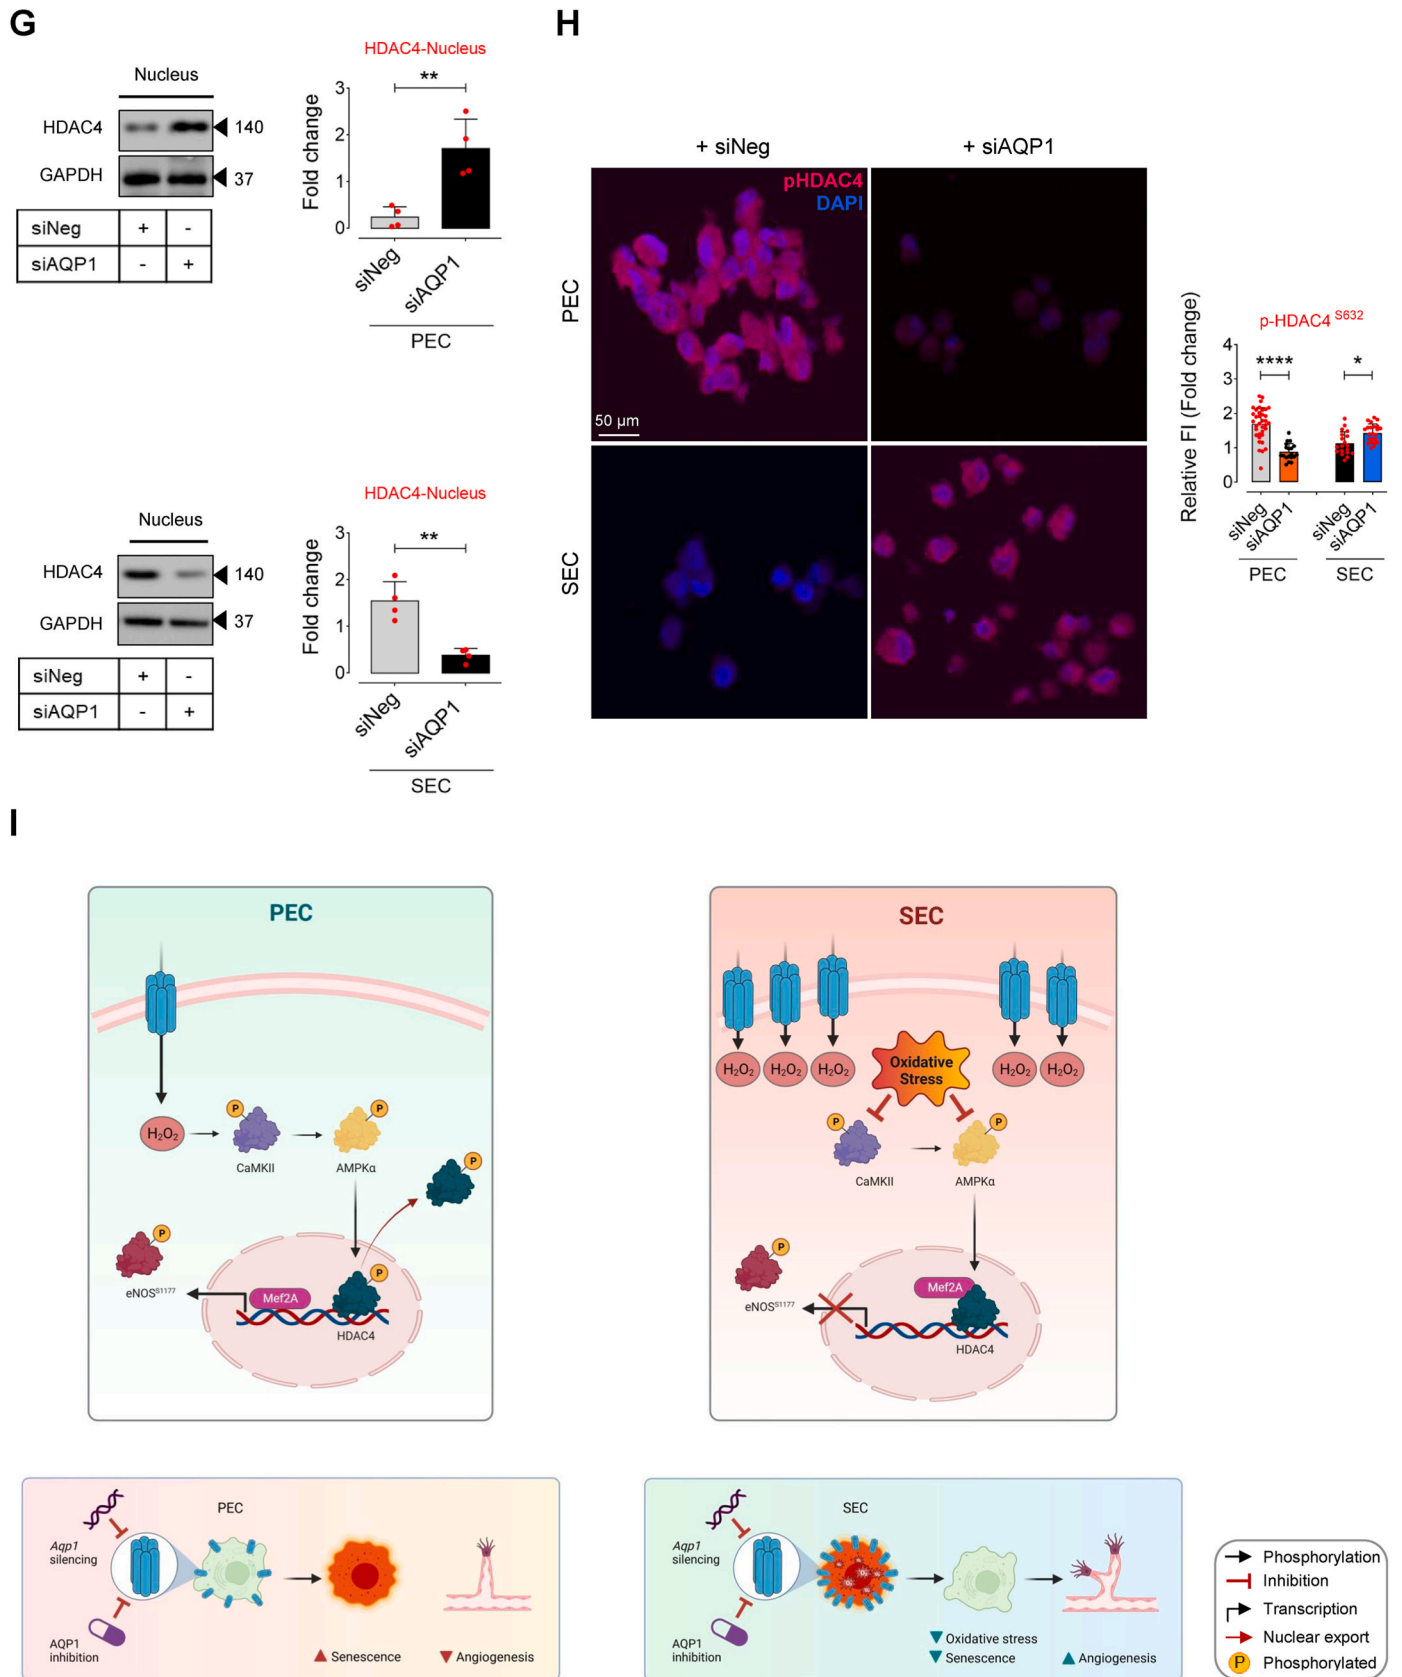 G
Nucleus
HDAC4
140
GAPDH
37
siNeg + -
siAQP1 - +
HDAC4-Nucleus
**
Fold change
3
2
1
0
siNeg
siAQP1
PEC
Nucleus
HDAC4
140
GAPDH
37
siNeg + -
siAQP1 - +
HDAC4-Nucleus
**
Fold change
3
2
1
0
siNeg
siAQP1
SEC
H
+ siNeg
+ siAQP1
PEC
SEC
pHDAC4
DAPI
50 µm
p-HDAC4 S632
Relative FI (Fold change)
4
3
2
1
0
****
*
siNeg
siAQP1
siNeg
siAQP1
PEC
SEC
I
PEC
H₂O₂
P
CaMKII
P
AMPKα
P
P
eNOS S1177
Mef2A
P
HDAC4
SEC
H₂O₂
H₂O₂
H₂O₂
Oxidative
Stress
H₂O₂
H₂O₂
P
CaMKII
P
AMPKα
P
eNOS S1177
Mef2A
HDAC4
PEC
Aqp1
silencing
AQP1
inhibition
Senescence
Angiogenesis
SEC
Aqp1
silencing
AQP1
inhibition
Oxidative stress
Senescence
Angiogenesis
Phosphorylation
Inhibition
Transcription
Nuclear export
P Phosphorylated